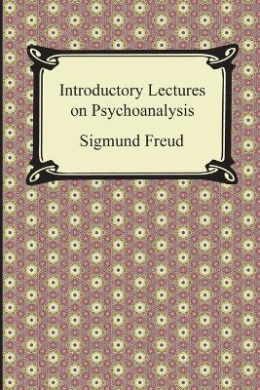 Introductory Lectures
on Psychoanalysis
Sigmund Freud